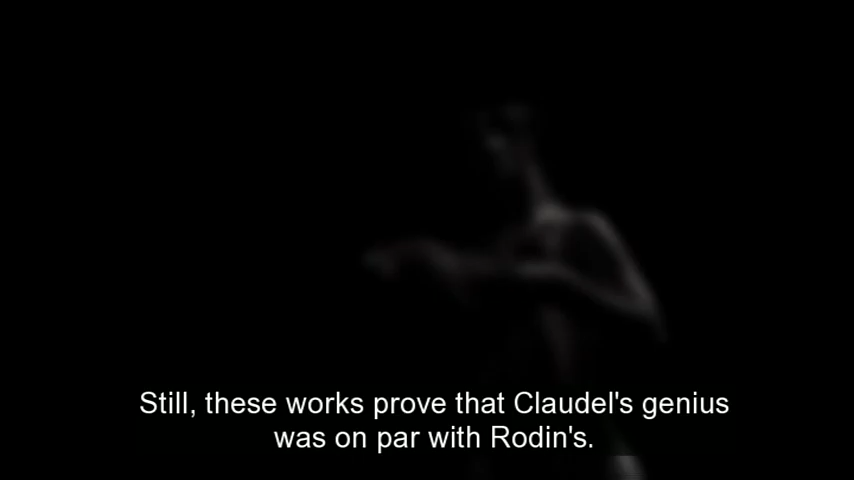 Still, these works prove that Claudel's genius
was on par with Rodin's.